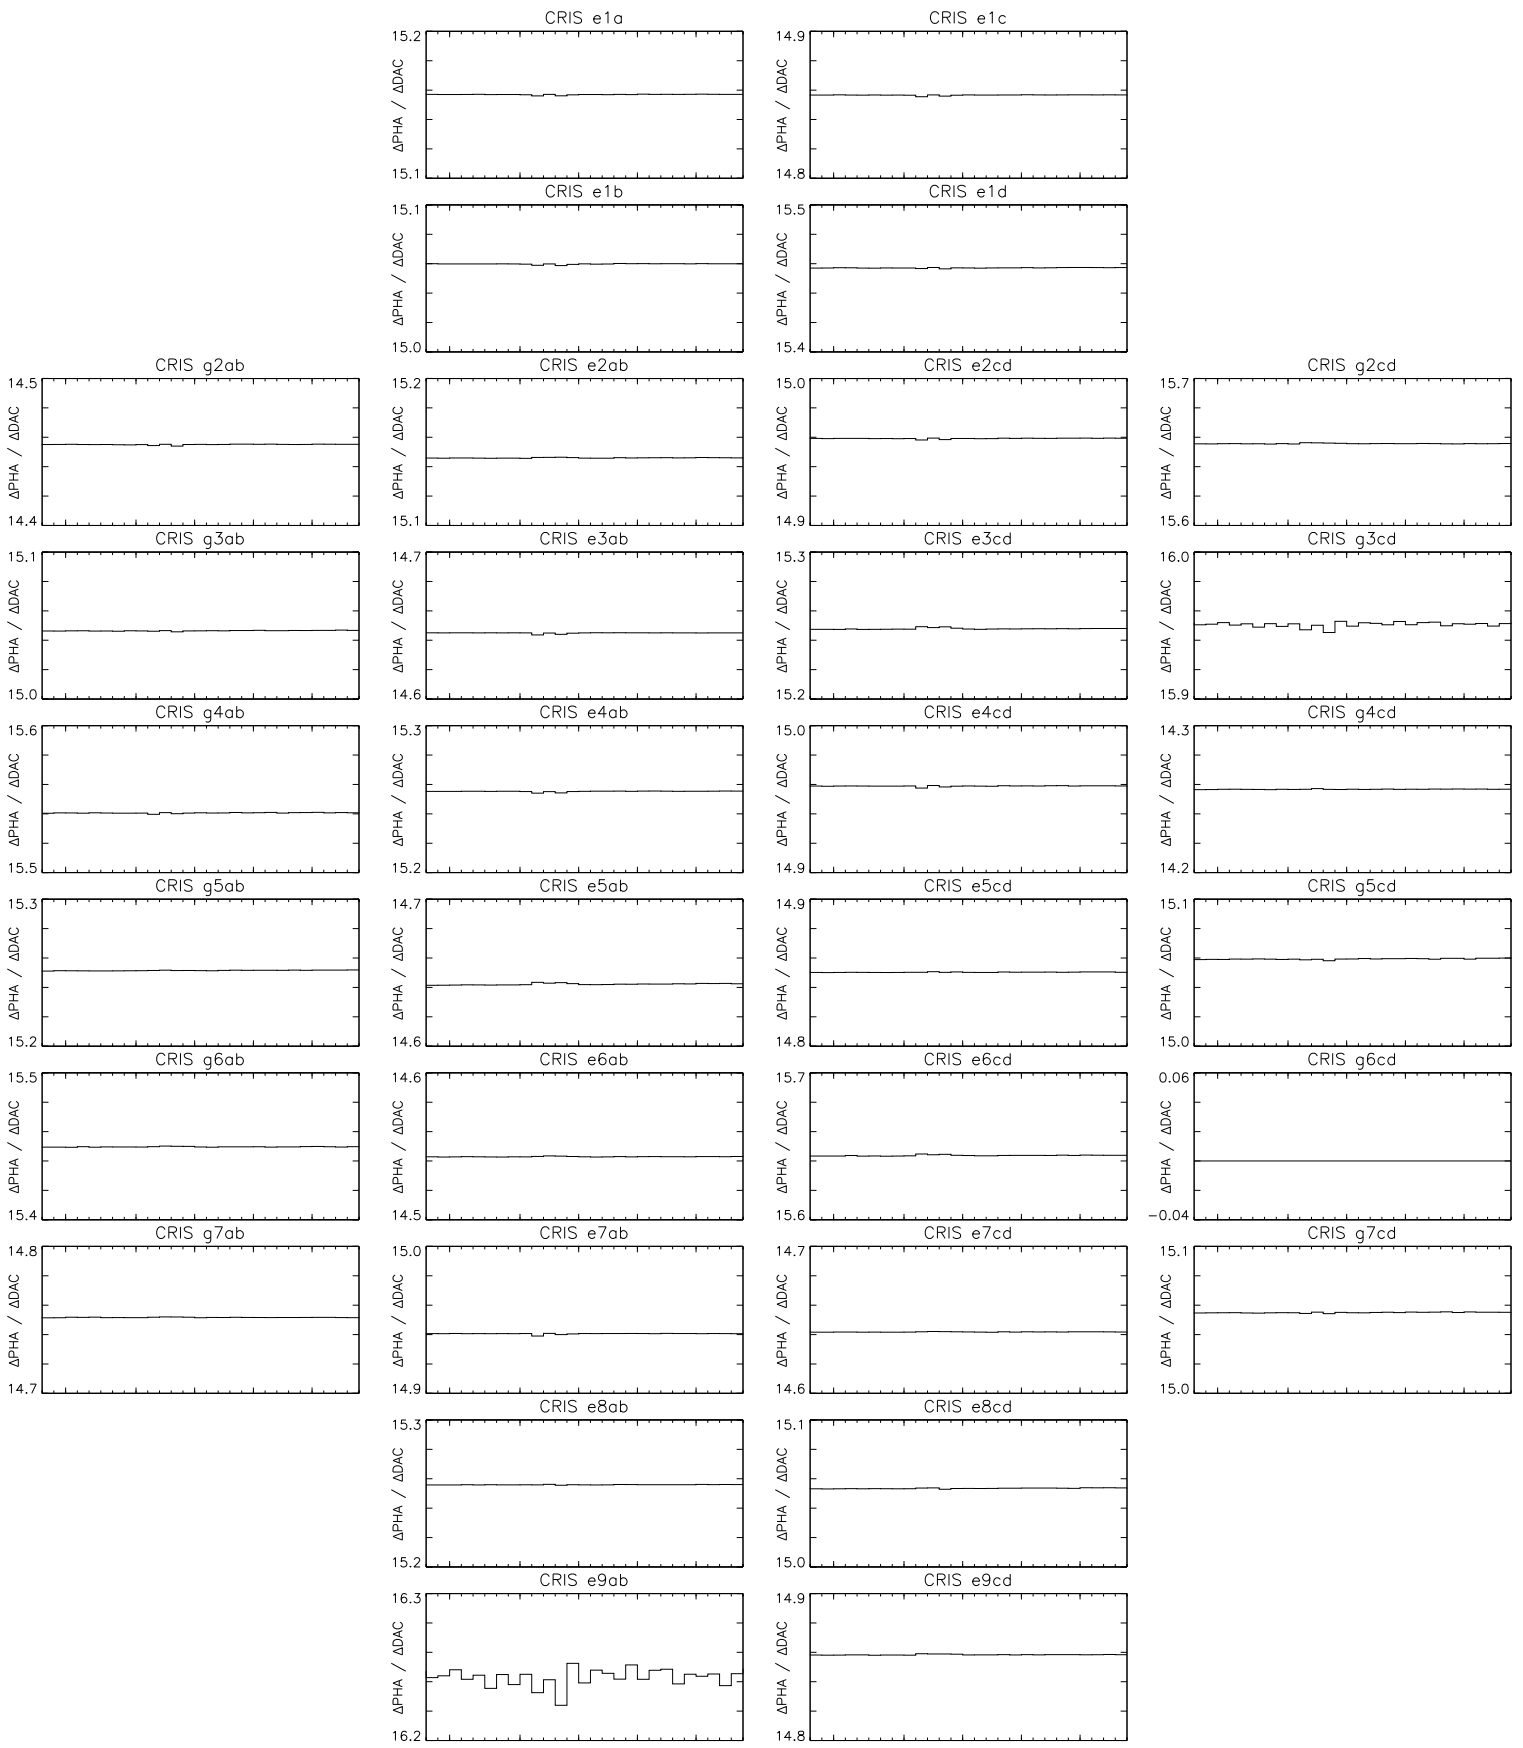 CRIS e1a
15.2
ΔPHA / ΔDAC
15.1
CRIS e1c
14.9
ΔPHA / ΔDAC
14.8
CRIS e1b
15.1
ΔPHA / ΔDAC
15.0
CRIS e1d
15.5
ΔPHA / ΔDAC
15.4
CRIS g2ab
14.5
ΔPHA / ΔDAC
14.4
CRIS e2ab
15.2
ΔPHA / ΔDAC
15.1
CRIS e2cd
15.0
ΔPHA / ΔDAC
14.9
CRIS g2cd
15.7
ΔPHA / ΔDAC
15.6
CRIS g3ab
15.1
ΔPHA / ΔDAC
15.0
CRIS e3ab
14.7
ΔPHA / ΔDAC
14.6
CRIS e3cd
15.3
ΔPHA / ΔDAC
15.2
CRIS g3cd
16.0
ΔPHA / ΔDAC
15.9
CRIS g4ab
15.6
ΔPHA / ΔDAC
15.5
CRIS e4ab
15.3
ΔPHA / ΔDAC
15.2
CRIS e4cd
15.0
ΔPHA / ΔDAC
14.9
CRIS g4cd
14.3
ΔPHA / ΔDAC
14.2
CRIS g5ab
15.3
ΔPHA / ΔDAC
15.2
CRIS e5ab
14.7
ΔPHA / ΔDAC
14.6
CRIS e5cd
14.9
ΔPHA / ΔDAC
14.8
CRIS g5cd
15.1
ΔPHA / ΔDAC
15.0
CRIS g6ab
15.5
ΔPHA / ΔDAC
15.4
CRIS e6ab
14.6
ΔPHA / ΔDAC
14.5
CRIS e6cd
15.7
ΔPHA / ΔDAC
15.6
CRIS g6cd
0.06
ΔPHA / ΔDAC
−0.04
CRIS g7ab
14.8
ΔPHA / ΔDAC
14.7
CRIS e7ab
15.0
ΔPHA / ΔDAC
14.9
CRIS e7cd
14.7
ΔPHA / ΔDAC
14.6
CRIS g7cd
15.1
ΔPHA / ΔDAC
15.0
CRIS e8ab
15.3
ΔPHA / ΔDAC
15.2
CRIS e8cd
15.1
ΔPHA / ΔDAC
15.0
CRIS e9ab
16.3
ΔPHA / ΔDAC
16.2
CRIS e9cd
14.9
ΔPHA / ΔDAC
14.8